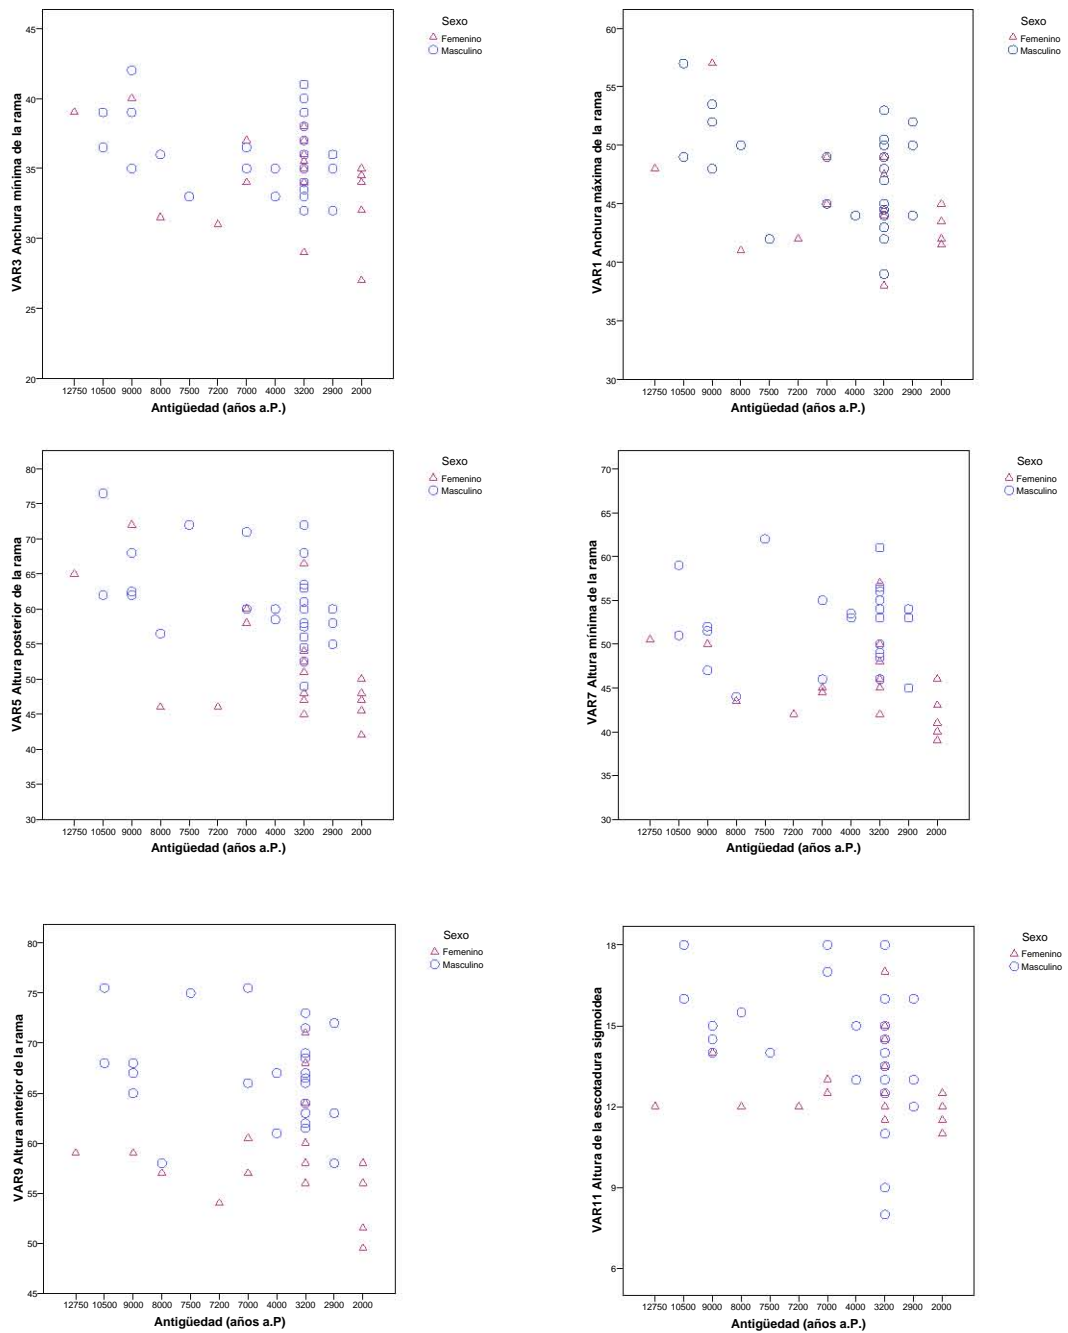 Sexo
Femenino
Masculino
45
40
35
30
25
20
VAR3 Anchura mínima de la rama
12750 10500 9000 8000 7500 7200 7000 4000 3200 2900 2000
Antigüedad (años a.P.)
Sexo
Femenino
Masculino
60
55
50
45
40
35
30
VAR1 Anchura máxima de la rama
12750 10500 9000 8000 7500 7200 7000 4000 3200 2900 2000
Antigüedad (años a.P.)
Sexo
Femenino
Masculino
80
75
70
65
60
55
50
45
40
35
30
VAR5 Altura posterior de la rama
12750 10500 9000 8000 7500 7200 7000 4000 3200 2900 2000
Antigüedad (años a.P.)
Sexo
Femenino
Masculino
70
65
60
55
50
45
40
35
30
VAR7 Altura mínima de la rama
12750 10500 9000 8000 7500 7200 7000 4000 3200 2900 2000
Antigüedad (años a.P.)
Sexo
Femenino
Masculino
80
75
70
65
60
55
50
45
VAR9 Altura anterior de la rama
12750 10500 9000 8000 7500 7200 7000 4000 3200 2900 2000
Antigüedad (años a.P)
Sexo
Femenino
Masculino
18
15
12
9
6
VAR11 Altura de la escotadura sigmoidea
12750 10500 9000 8000 7500 7200 7000 4000 3200 2900 2000
Antigüedad (años a.P.)